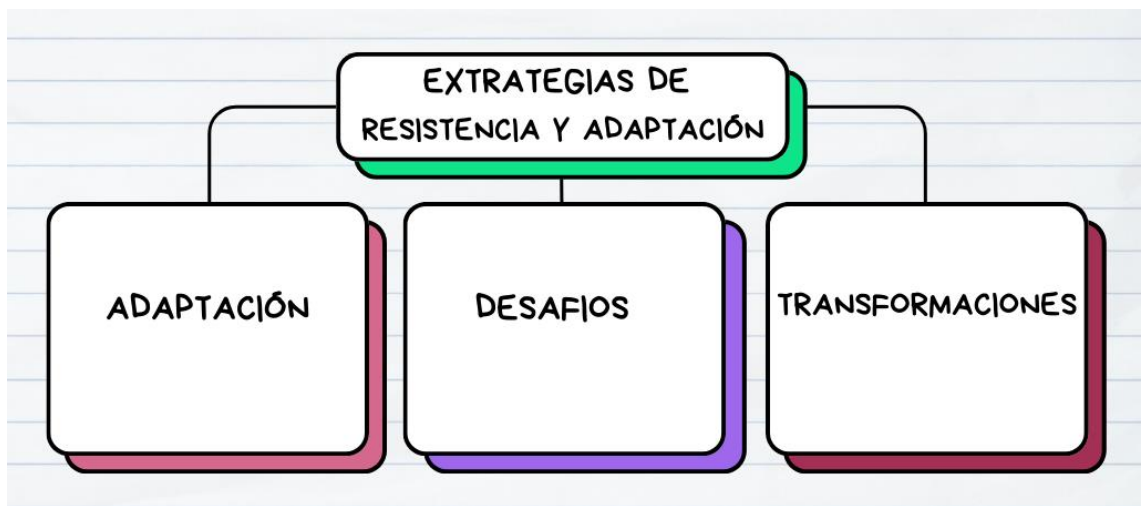 EXTRATEGIAS DE
RESISTENCIA Y ADAPTACIÓN
ADAPTACIÓN
DESAFIOS
TRANSFORMACIONES